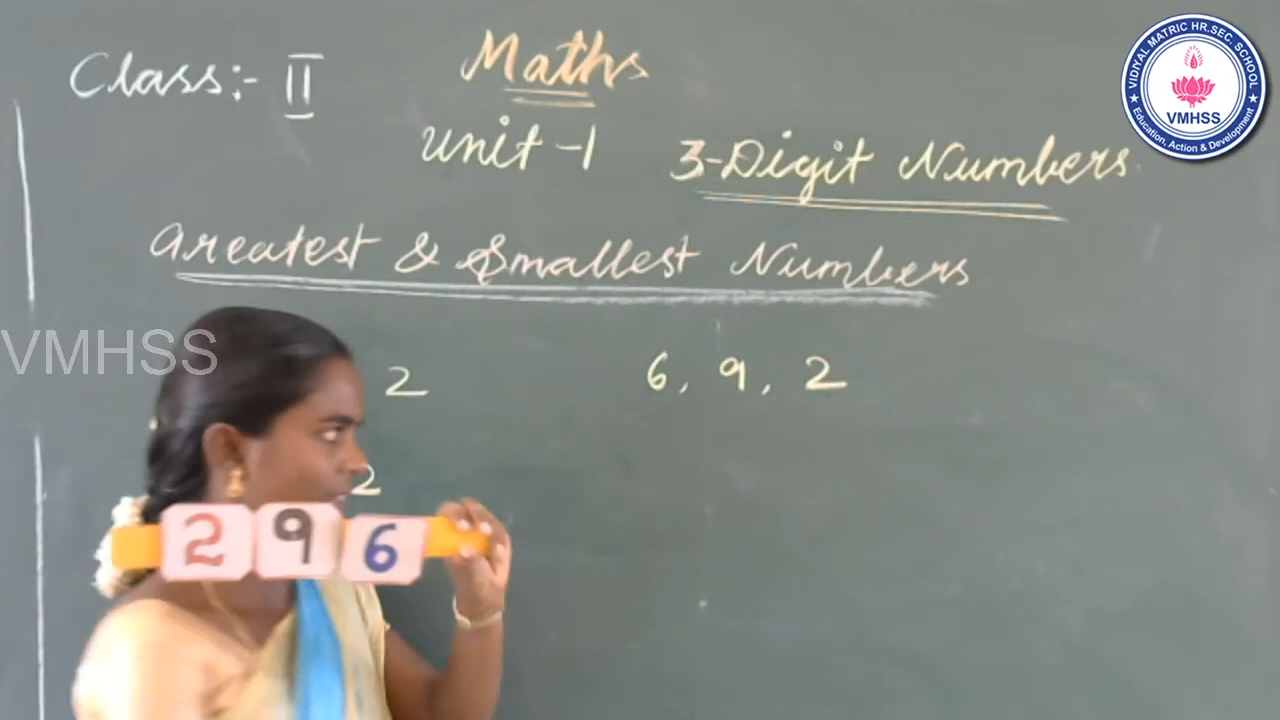 Class:- II
Maths
Unit -1
3-Digit Numbers
Greatest & Smallest Numbers
2
6, 9, 2
2
2 9 6
VMHSS
VIDIYAL MATRIC HR.SEC. SCHOOL
VMHSS
★ Education, Action & Development ★